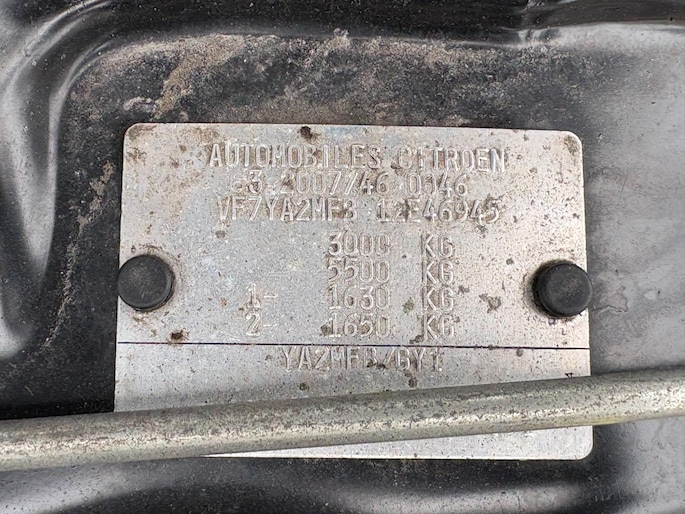 AUTOMOBILES CITROEN
e3*2007/46*0046
VF7YA2MFB 12E46945
3000 KG
5500 KG
1- 1630 KG
2- 1650 KG
YA2MFB/GY1